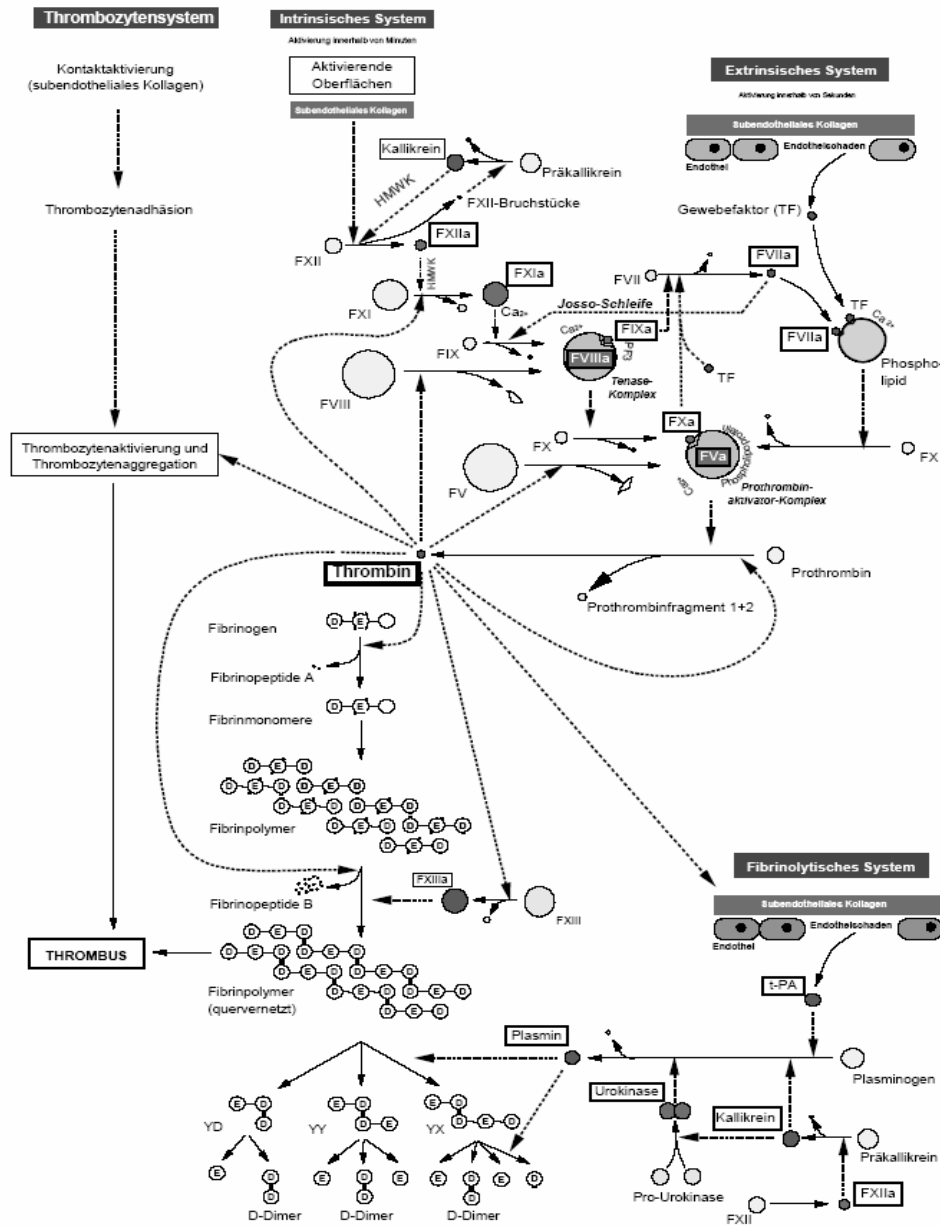 Thrombozytensystem
Kontaktaktivierung
(subendotheliales Kollagen)
Thrombozytenadhäsion
Thrombozytenaktivierung und
Thrombozytenaggregation
THROMBUS
Intrinsisches System
Aktivierung innerhalb von Minuten
Aktivierende
Oberflächen
Subendotheliales Kollagen
Kallikrein
Präkallikrein
HMWK
FXII-Bruchstücke
FXII
FXIIa
HMWK
FXI
FXIa
Ca2+
Josso-Schleife
FIX
FIXa
Ca2+
FVIIIa
FVIII
Tenase-
Komplex
TF
FX
FXa
FVa
Phospholipoprotein
Ca2+
FV
Prothrombin-
aktivator-Komplex
Extrinsisches System
Aktivierung innerhalb von Sekunden
Subendotheliales Kollagen
Endothel
Endothelschaden
Gewebefaktor (TF)
FVII
FVIIa
TF
Ca2+
FVIIa
Phospho-
lipid
FX
Thrombin
Prothrombin
Prothrombinfragment 1+2
Fibrinogen
D E
Fibrinopeptide A
Fibrinmonomere
D E
D E D
D E D D E D
D E D D E D
D E D D E D
D E D
Fibrinpolymer
Fibrinopeptide B
FXIIIa
FXIII
D E D
D E D D E D
D E D D E D
D E D D E D
D E D
Fibrinpolymer
(quervernetzt)
Fibrinolytisches System
Subendotheliales Kollagen
Endothel
Endothelschaden
t-PA
Plasmin
Plasminogen
Urokinase
Kallikrein
Präkallikrein
Pro-Urokinase
FXII
FXIIa
E D
D
YD
E D
D E
YY
E D
D E D
YX
E
D
D
D-Dimer
E
D
D
E
D-Dimer
E
D
D
E
D
D-Dimer